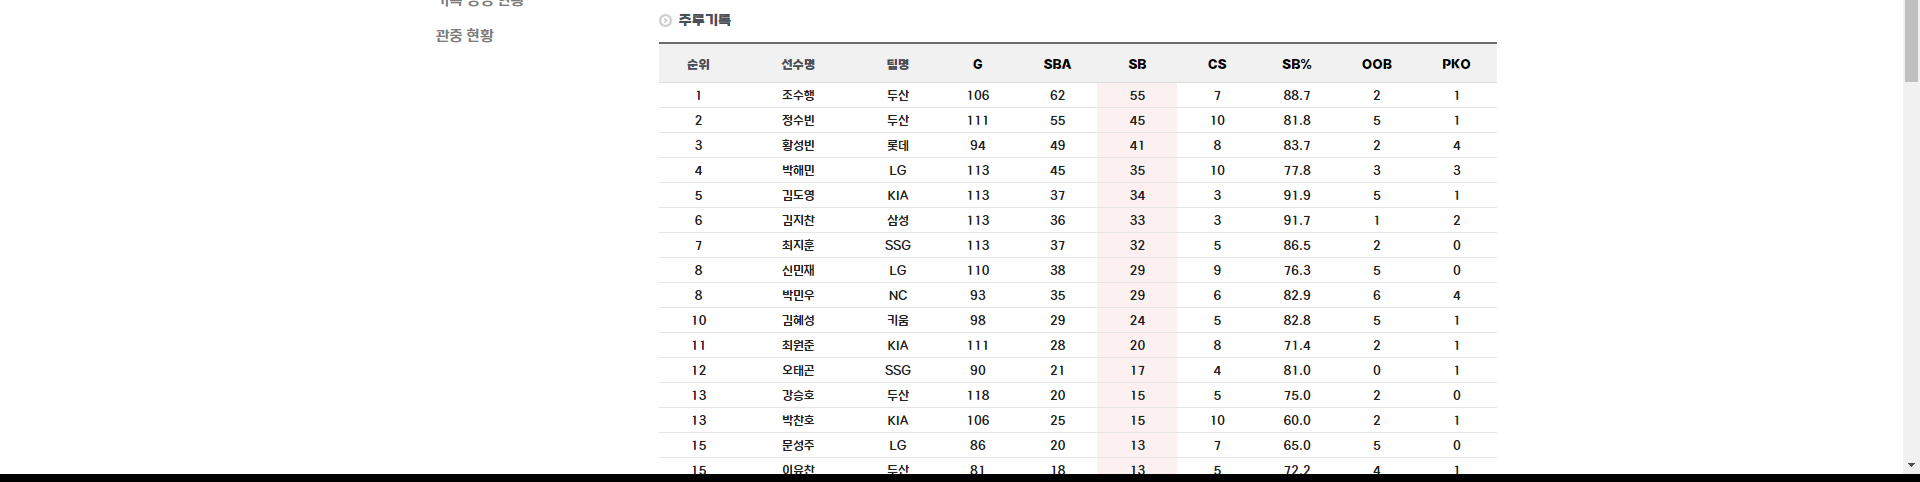 관중 현황
주루기록
순위 선수명 팀명 G SBA SB CS SB% OOB PKO
1 조수행 두산 106 62 55 7 88.7 2 1
2 정수빈 두산 111 55 45 10 81.8 5 1
3 황성빈 롯데 94 49 41 8 83.7 2 4
4 박해민 LG 113 45 35 10 77.8 3 3
5 김도영 KIA 113 37 34 3 91.9 5 1
6 김지찬 삼성 113 36 33 3 91.7 1 2
7 최지훈 SSG 113 37 32 5 86.5 2 0
8 신민재 LG 110 38 29 9 76.3 5 0
8 박민우 NC 93 35 29 6 82.9 6 4
10 김혜성 키움 98 29 24 5 82.8 5 1
11 최원준 KIA 111 28 20 8 71.4 2 1
12 오태곤 SSG 90 21 17 4 81.0 0 1
13 강승호 두산 118 20 15 5 75.0 2 0
13 박찬호 KIA 106 25 15 10 60.0 2 1
15 문성주 LG 86 20 13 7 65.0 5 0
15 이유찬 두산 81 18 13 5 72.2 4 1